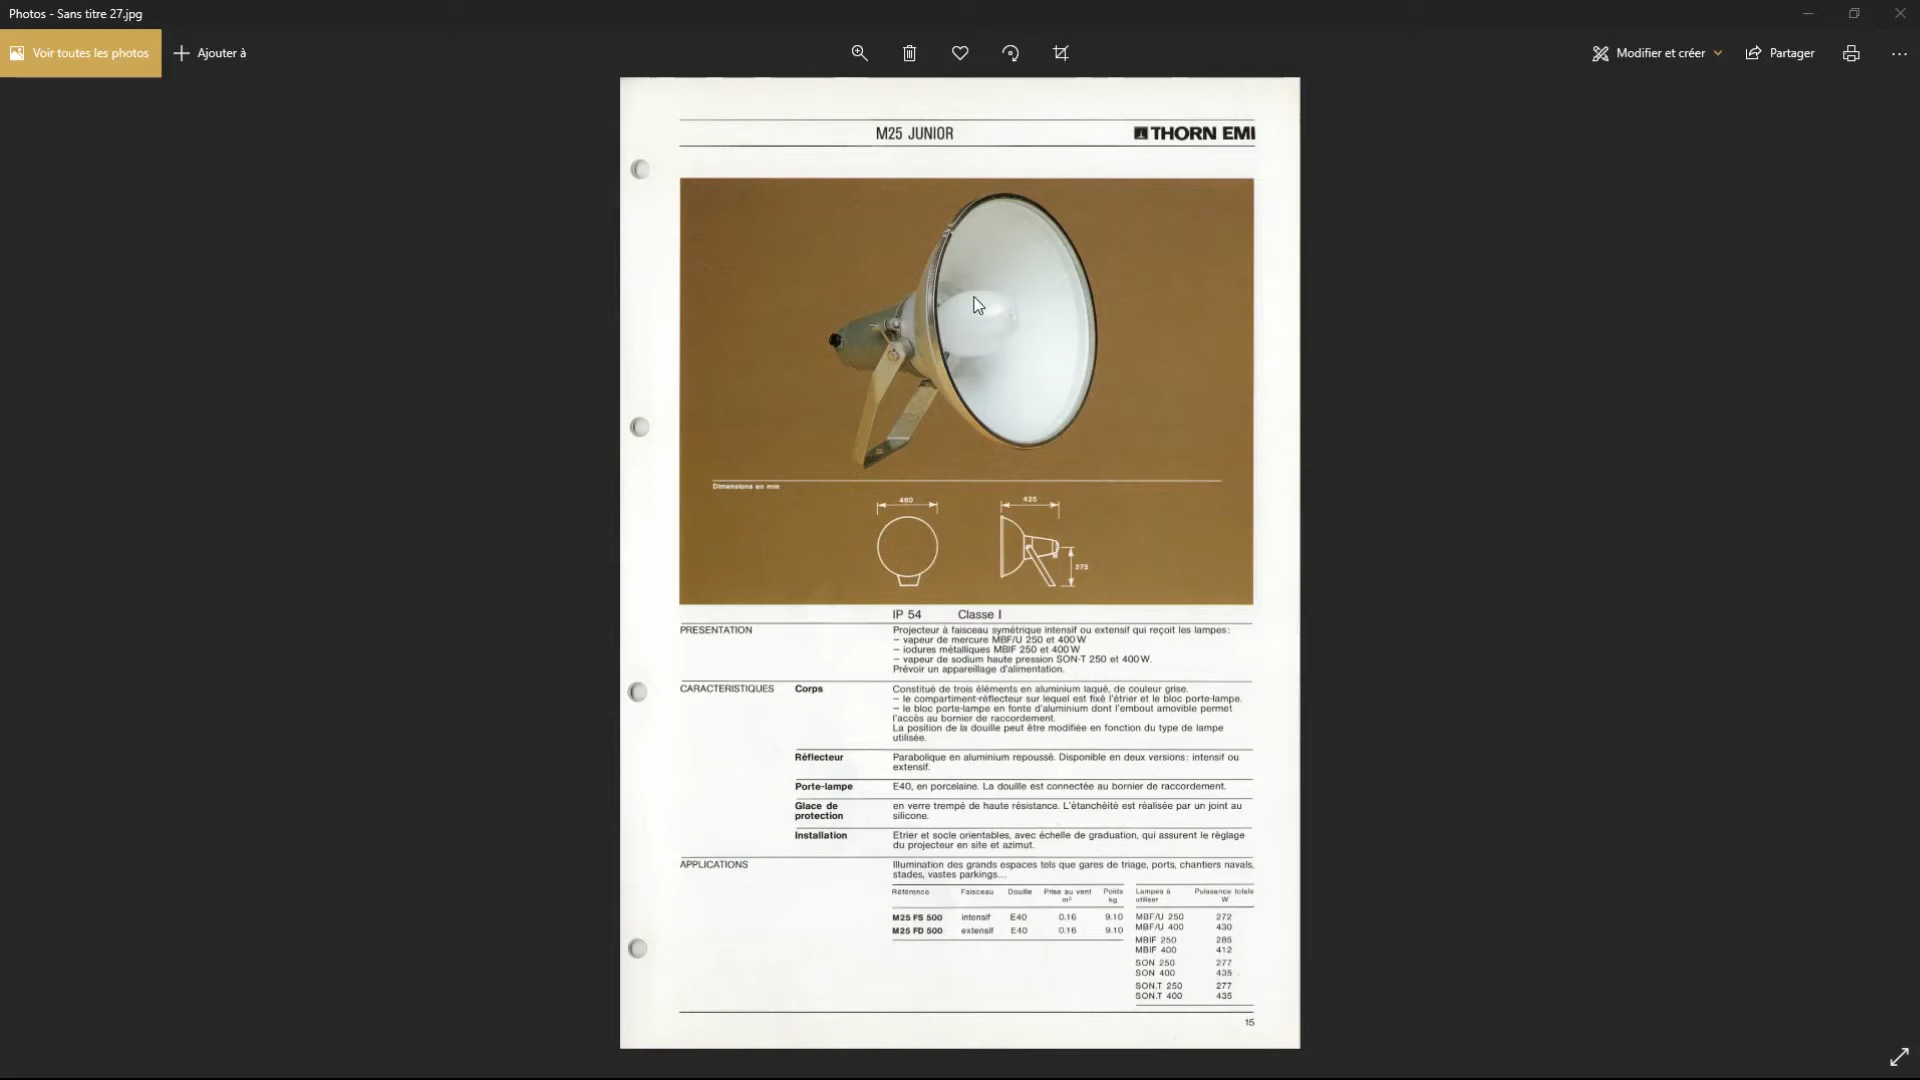 Photos - Sans titre 27.jpg
Voir toutes les photos
Ajouter à
Modifier et créer
Partager
M25 JUNIOR
THORN EMI
Dimensions en mm
460
425
275
IP 54 Classe I
PRESENTATION
Projecteur à faisceau symétrique intensif ou extensif qui reçoit les lampes:
– vapeur de mercure MBF/U 250 et 400 W
– iodures métalliques MBIF 250 et 400 W
– vapeur de sodium haute pression SON-T 250 et 400 W.
Prévoir un appareillage d'alimentation.
CARACTERISTIQUES
Corps
Constitué de trois éléments en aluminium laqué, de couleur grise.
– le compartiment-réflecteur sur lequel est fixé l'étrier et le bloc porte-lampe.
– le bloc porte-lampe en fonte d'aluminium dont l'embout amovible permet
l'accès au bornier de raccordement.
La position de la douille peut être modifiée en fonction du type de lampe
utilisée.
Réflecteur
Parabolique en aluminium repoussé. Disponible en deux versions: intensif ou
extensif.
Porte-lampe
E40, en porcelaine. La douille est connectée au bornier de raccordement.
Glace de
protection
en verre trempé de haute résistance. L'étanchéité est réalisée par un joint au
silicone.
Installation
Etrier et socle orientables, avec échelle de graduation, qui assurent le règlage
du projecteur en site et azimut.
APPLICATIONS
Illumination des grands espaces tels que gares de triage, ports, chantiers navals,
stades, vastes parkings...
Référence Faisceau Douille Prise au vent m² Poids kg
M25 FS 500 intensif E40 0.16 9.10
M25 FD 500 extensif E40 0.16 9.10
Lampes à utiliser Puissance totale W
MBF/U 250 272
MBF/U 400 430
MBIF 250 285
MBIF 400 412
SON 250 277
SON 400 435
SON.T 250 277
SON.T 400 435
15